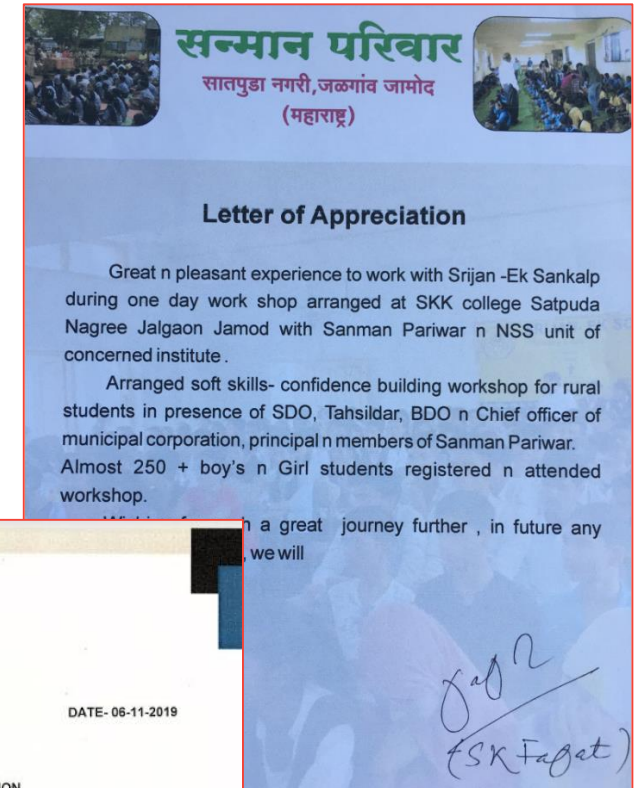 सन्मान परिवार
सातपुडा नगरी,जळगांव जामोद
(महाराष्ट्र)
Letter of Appreciation
Great n pleasant experience to work with Srijan -Ek Sankalp
during one day work shop arranged at SKK college Satpuda
Nagree Jalgaon Jamod with Sanman Pariwar n NSS unit of
concerned institute .
Arranged soft skills- confidence building workshop for rural
students in presence of SDO, Tahsildar, BDO n Chief officer of
municipal corporation, principal n members of Sanman Pariwar.
Almost 250 + boy's n Girl students registered n attended
workshop.
a great journey further , in future any
, we will
(SK
DATE- 06-11-2019